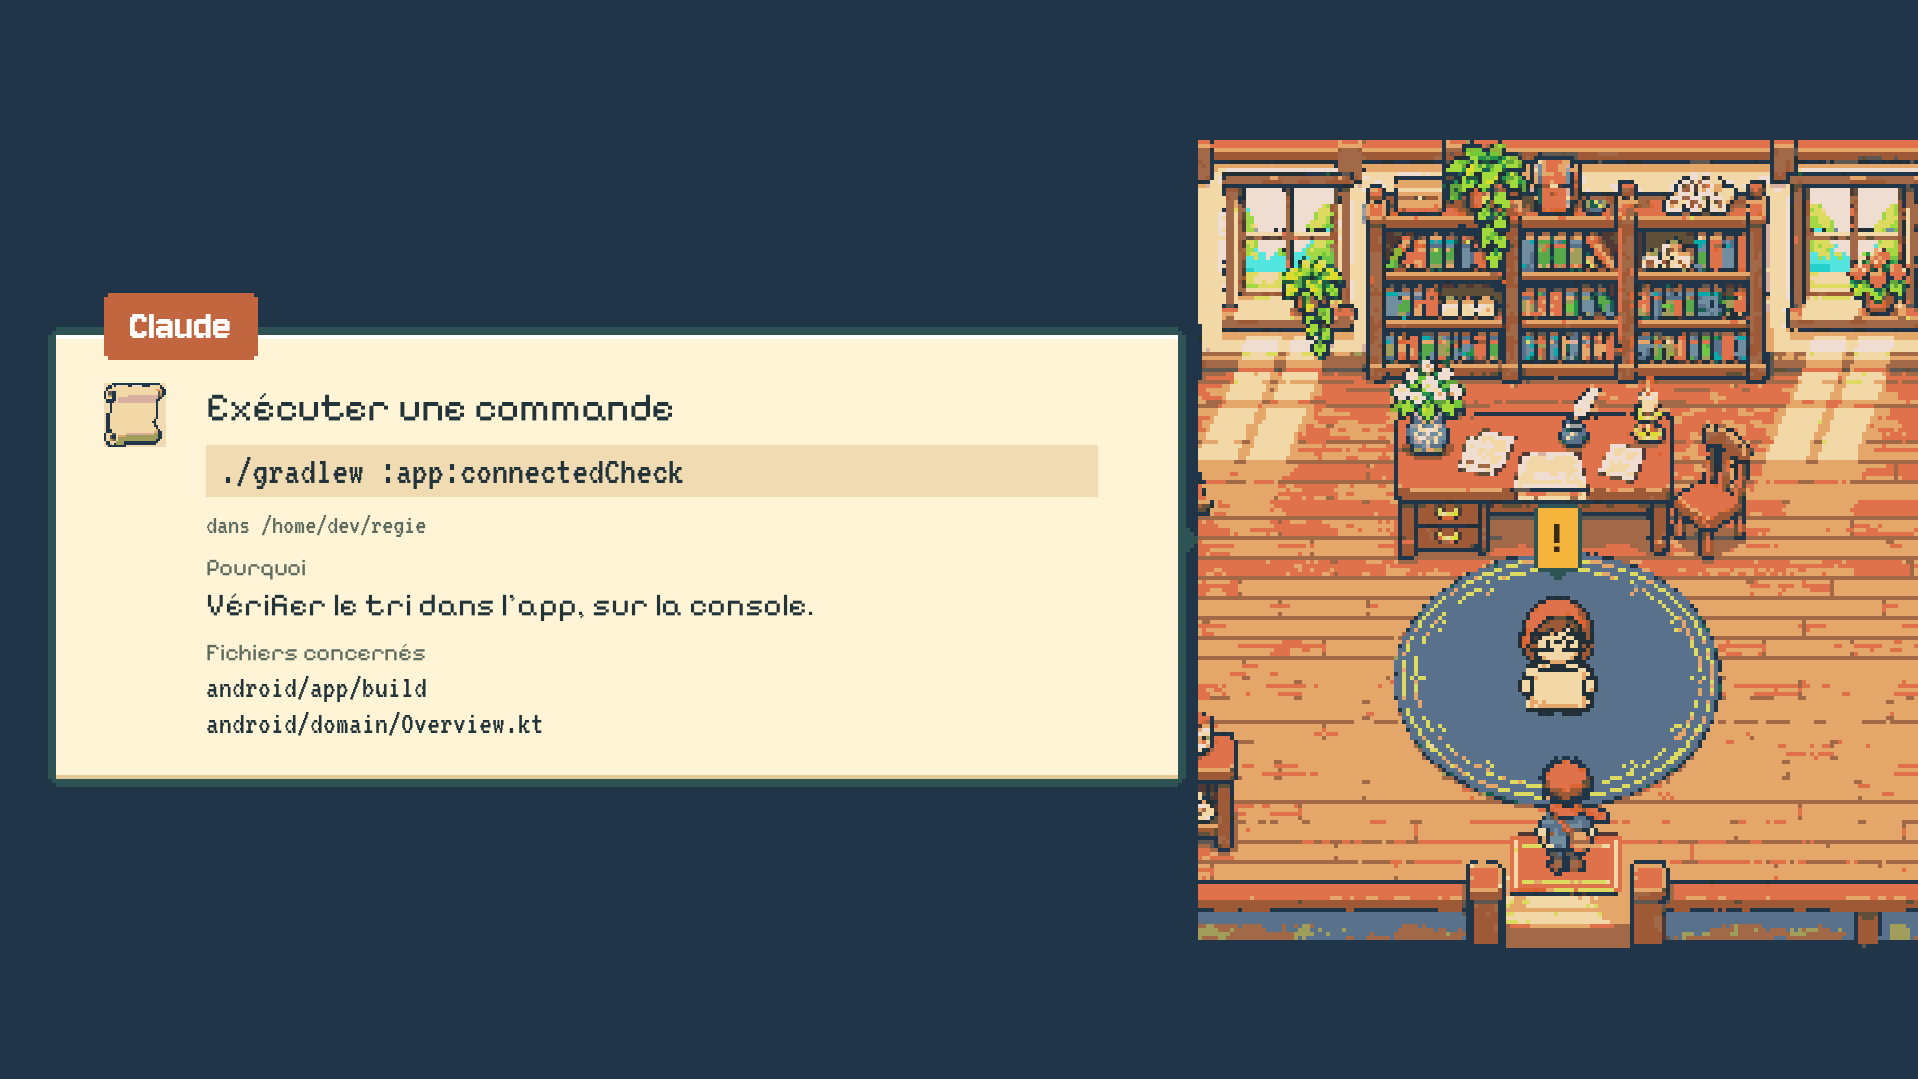 Claude
Exécuter une commande
./gradlew :app:connectedCheck
dans /home/dev/regie
Pourquoi
Vérifier le tri dans l'app, sur la console.
Fichiers concernés
android/app/build
android/domain/Overview.kt
!